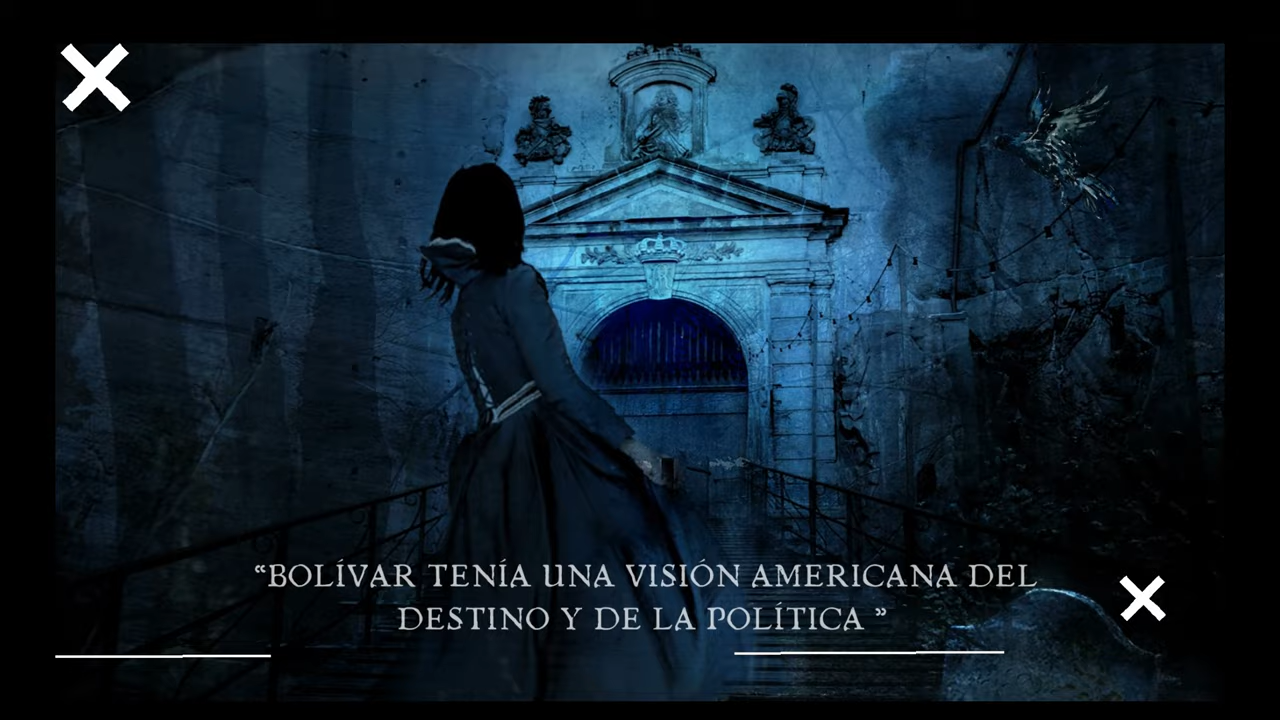 “BOLÍVAR TENÍA UNA VISIÓN AMERICANA DEL
DESTINO Y DE LA POLÍTICA ”